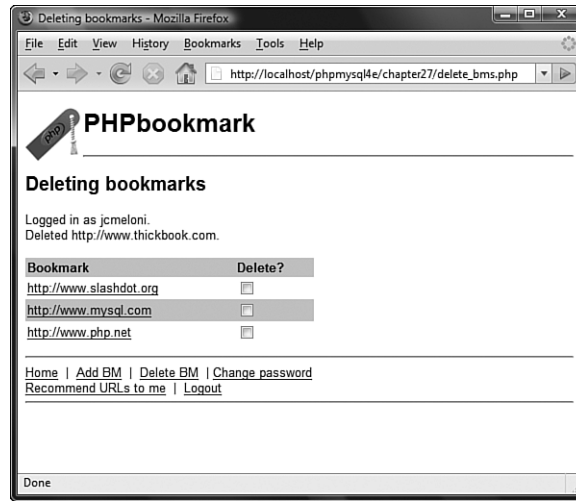 Deleting bookmarks - Mozilla Firefox
File Edit View History Bookmarks Tools Help
http://localhost/phpmysql4e/chapter27/delete_bms.php
php
PHPbookmark
Deleting bookmarks
Logged in as jcmeloni.
Deleted http://www.thickbook.com.
Bookmark Delete?
http://www.slashdot.org
http://www.mysql.com
http://www.php.net
Home | Add BM | Delete BM | Change password
Recommend URLs to me | Logout
Done